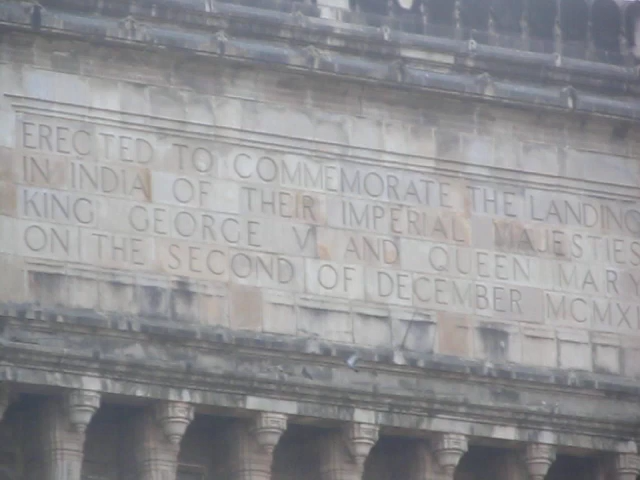 ERECTED TO COMMEMORATE THE LANDING
IN INDIA OF THEIR IMPERIAL MAJESTIES
KING GEORGE V AND QUEEN MARY
ON THE SECOND OF DECEMBER MCMXI